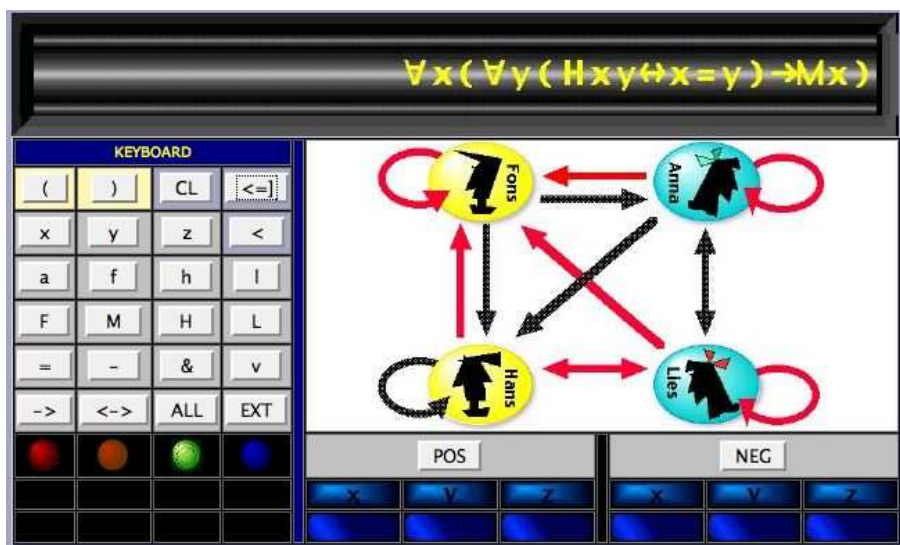 ∀x(∀y(Hxy↔x=y)→Mx)
KEYBOARD
( ) CL <=]
x y z <
a f h l
F M H L
= - & v
-> <-> ALL EXT
Fons
Anna
Hans
Lies
POS NEG
x y z x y z